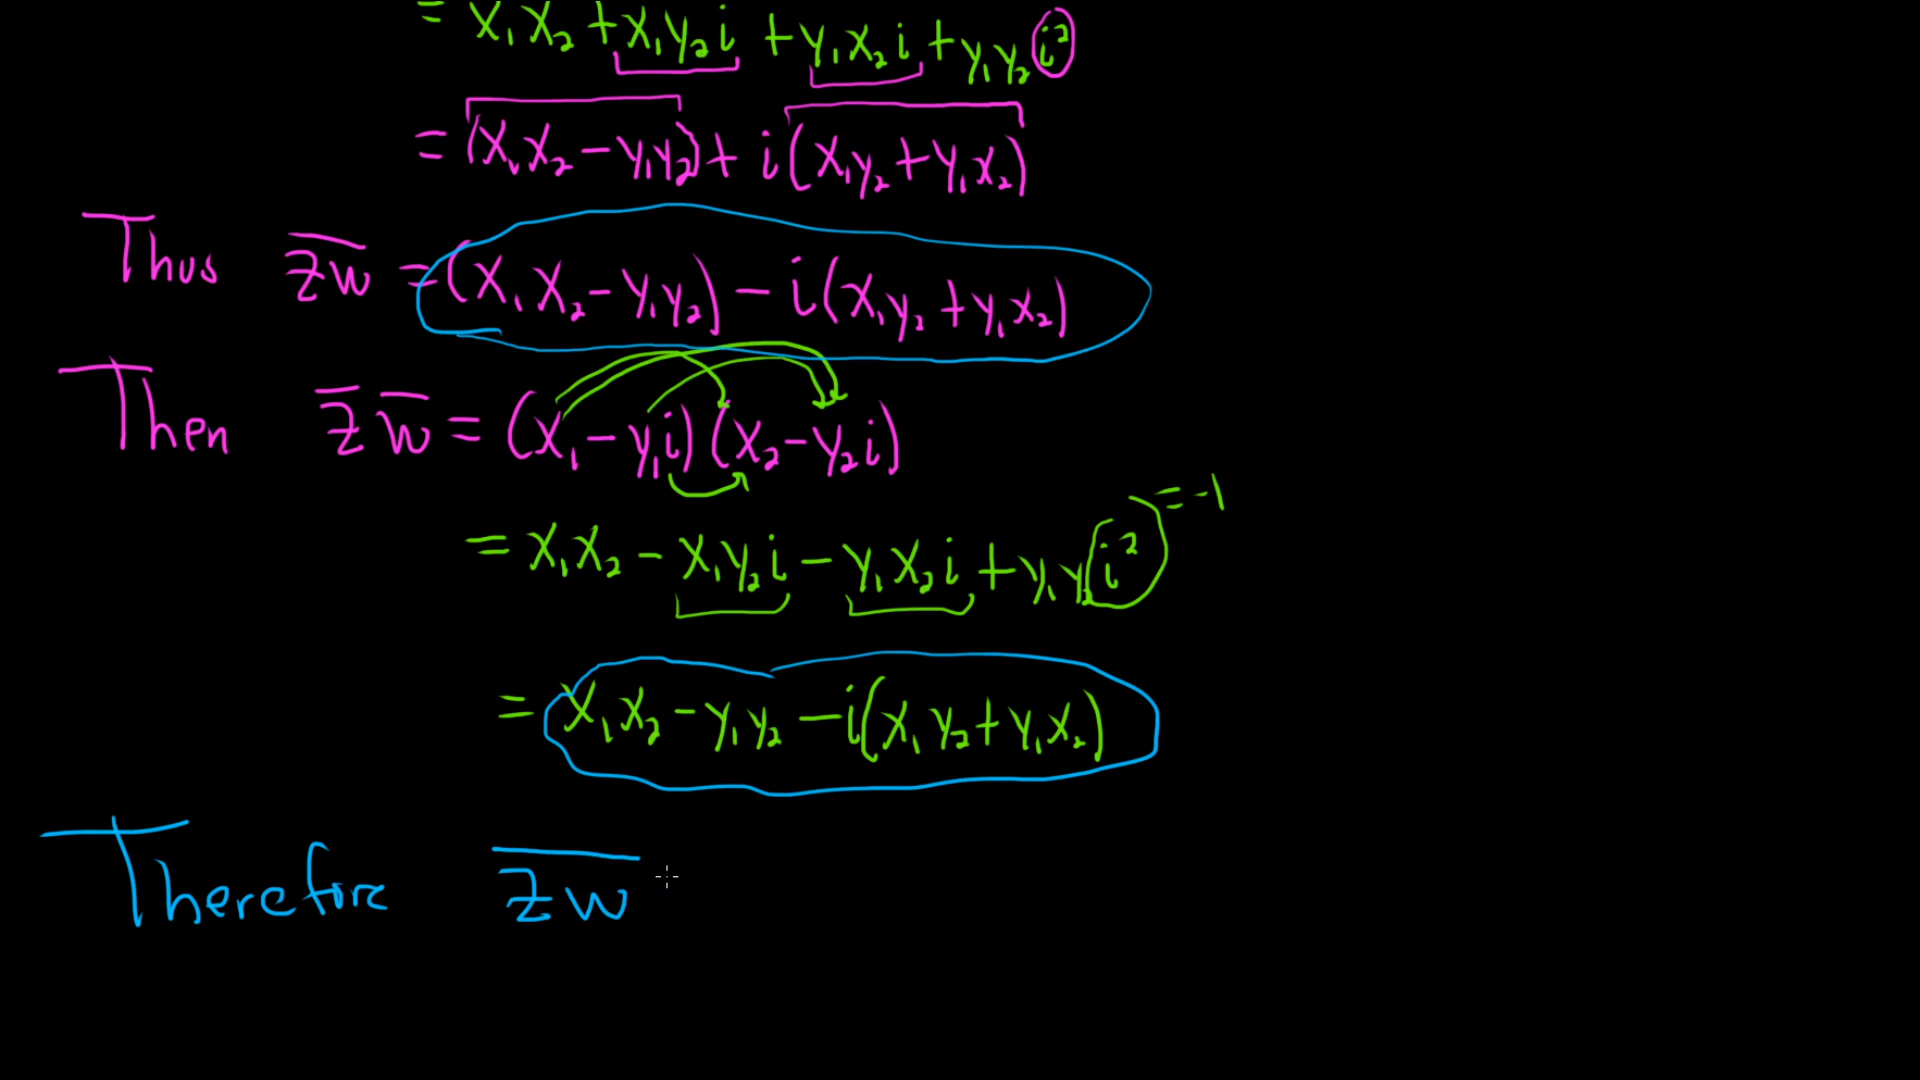 = x₁x₂ + x₁y₂i + y₁x₂i + y₁y₂i²
= (x₁x₂ − y₁y₂) + i(x₁y₂ + y₁x₂)
Thus z̅w̅ = (x₁x₂ − y₁y₂) − i(x₁y₂ + y₁x₂)
Then z̅ w̅ = (x₁ − y₁i)(x₂ − y₂i)
= x₁x₂ − x₁y₂i − y₁x₂i + y₁y₂i² = −1
= x₁x₂ − y₁y₂ − i(x₁y₂ + y₁x₂)
Therefore z̅w̅